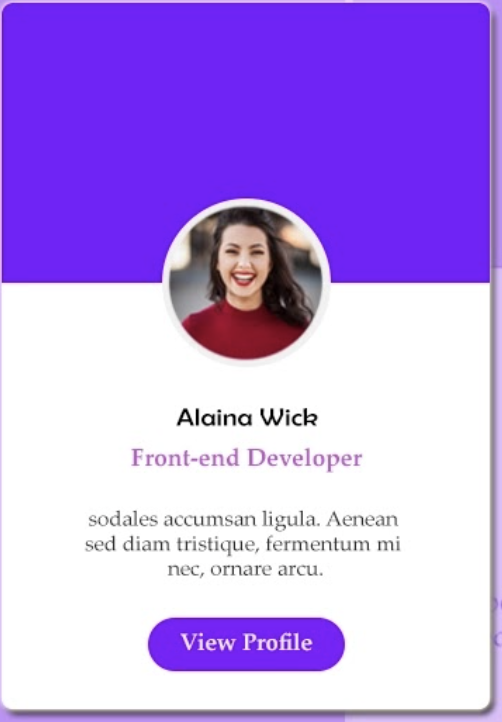 Alaina Wick
Front-end Developer
sodales accumsan ligula. Aenean
sed diam tristique, fermentum mi
nec, ornare arcu.
View Profile